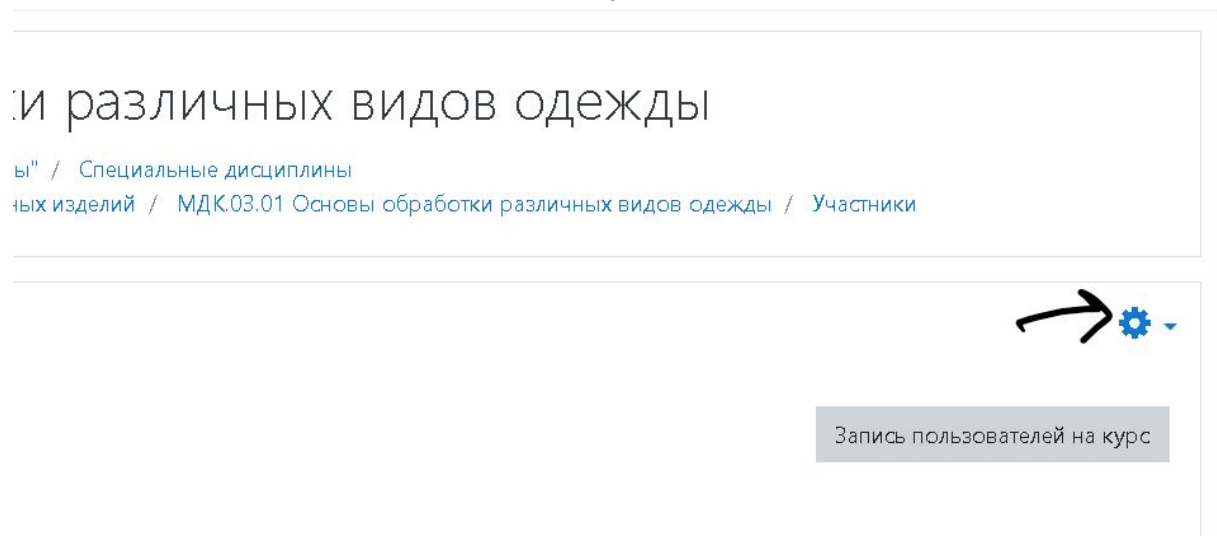 ки различных видов одежды
ы" / Специальные дисциплины
ных изделий / МДК.03.01 Основы обработки различных видов одежды / Участники
Запись пользователей на курс